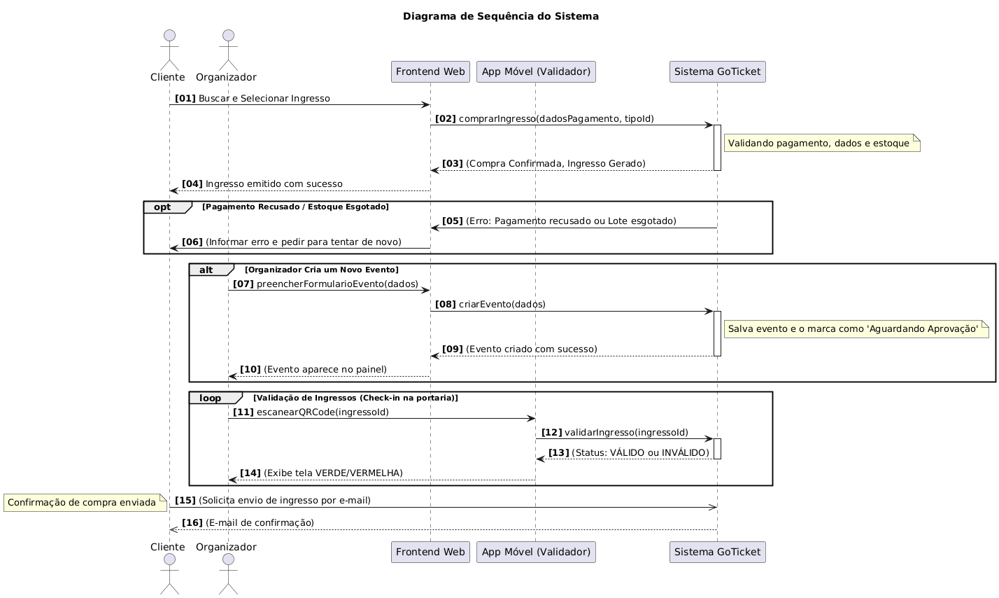 Diagrama de Sequência do Sistema
Cliente
Organizador
Frontend Web
App Móvel (Validador)
Sistema GoTicket
[01] Buscar e Selecionar Ingresso
[02] comprarIngresso(dadosPagamento, tipoId)
Validando pagamento, dados e estoque
[03] (Compra Confirmada, Ingresso Gerado)
[04] Ingresso emitido com sucesso
opt [Pagamento Recusado / Estoque Esgotado]
[05] (Erro: Pagamento recusado ou Lote esgotado)
[06] (Informar erro e pedir para tentar de novo)
alt [Organizador Cria um Novo Evento]
[07] preencherFormularioEvento(dados)
[08] criarEvento(dados)
Salva evento e o marca como 'Aguardando Aprovação'
[09] (Evento criado com sucesso)
[10] (Evento aparece no painel)
loop [Validação de Ingressos (Check-in na portaria)]
[11] escanearQRCode(ingressoId)
[12] validarIngresso(ingressoId)
[13] (Status: VÁLIDO ou INVÁLIDO)
[14] (Exibe tela VERDE/VERMELHA)
Confirmação de compra enviada
[15] (Solicita envio de ingresso por e-mail)
[16] (E-mail de confirmação)
Cliente
Organizador
Frontend Web
App Móvel (Validador)
Sistema GoTicket